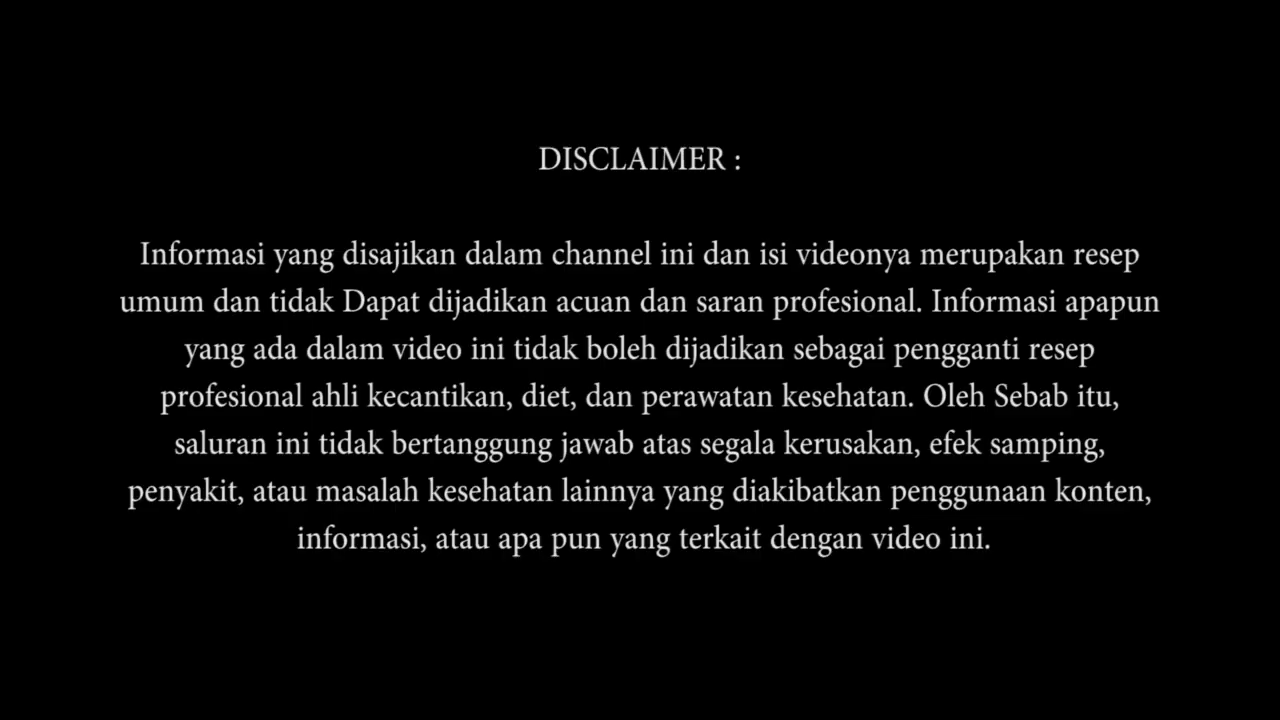 DISCLAIMER :
Informasi yang disajikan dalam channel ini dan isi videonya merupakan resep
umum dan tidak Dapat dijadikan acuan dan saran profesional. Informasi apapun
yang ada dalam video ini tidak boleh dijadikan sebagai pengganti resep
profesional ahli kecantikan, diet, dan perawatan kesehatan. Oleh Sebab itu,
saluran ini tidak bertanggung jawab atas segala kerusakan, efek samping,
penyakit, atau masalah kesehatan lainnya yang diakibatkan penggunaan konten,
informasi, atau apa pun yang terkait dengan video ini.